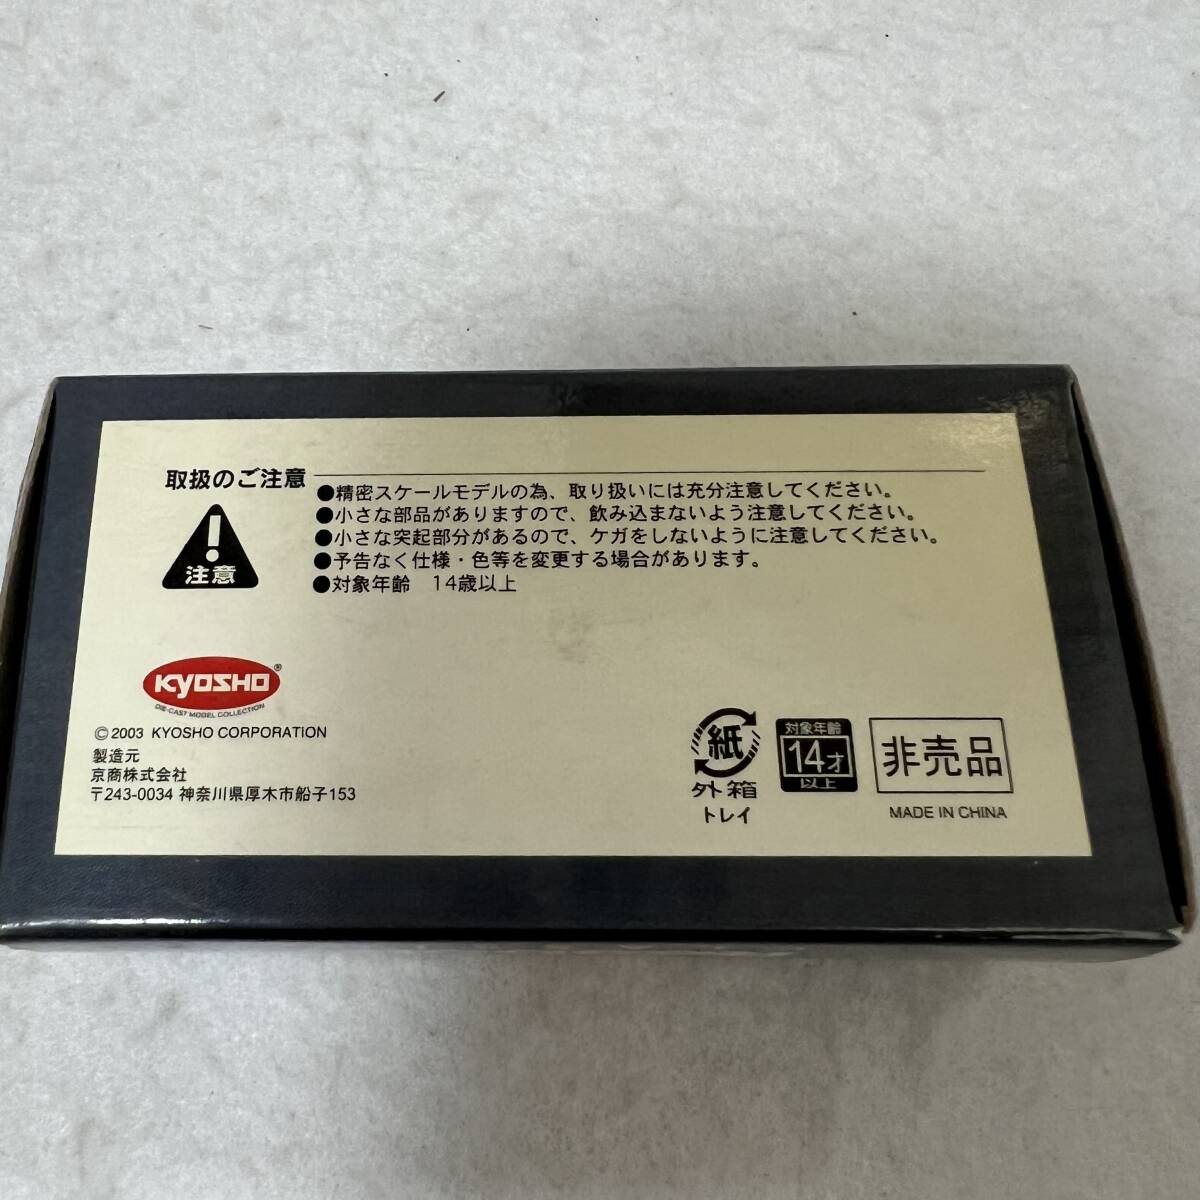 取扱のご注意
●精密スケールモデルの為、取り扱いには充分注意してください。
●小さな部品がありますので、飲み込まないよう注意してください。
●小さな突起部分があるので、ケガをしないように注意してください。
●予告なく仕様・色等を変更する場合があります。
●対象年齢　14歳以上
注意
KYOSHO®
DIE-CAST MODEL COLLECTION
© 2003 KYOSHO CORPORATION
製造元
京商株式会社
〒243-0034 神奈川県厚木市船子153
紙
外箱
トレイ
対象年齢
14才
以上
非売品
MADE IN CHINA